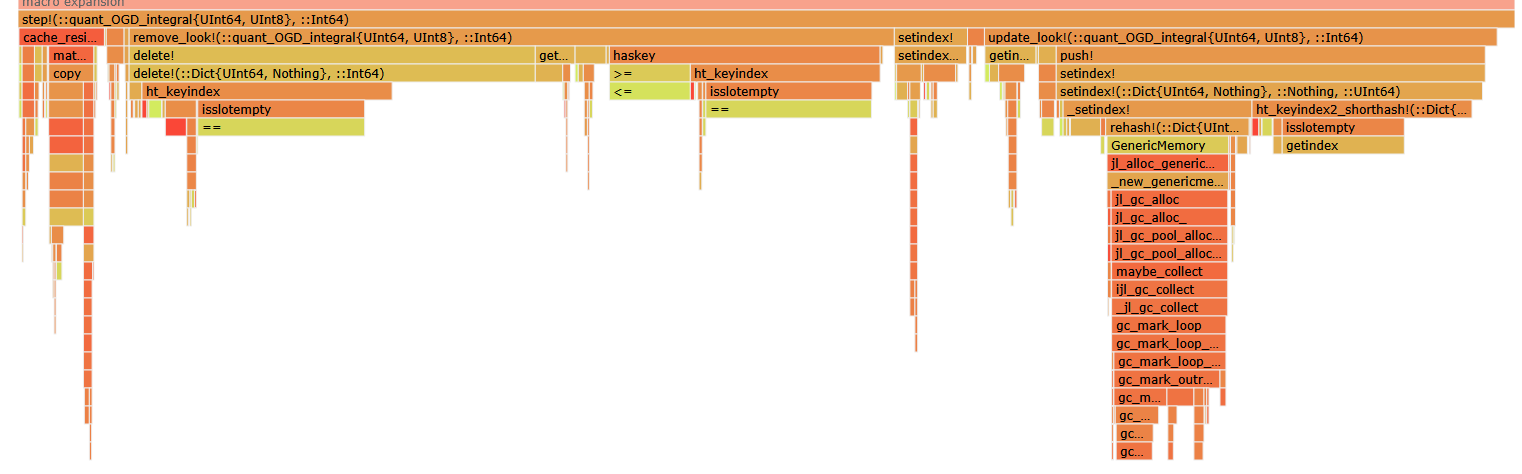 macro expansion
step!(::quant_OGD_integral{UInt64, UInt8}, ::Int64)
cache_resi... remove_look!(::quant_OGD_integral{UInt64, UInt8}, ::Int64) setindex! update_look!(::quant_OGD_integral{UInt64, UInt8}, ::Int64)
mat... delete! get... haskey setindex... getin... push!
copy delete!(::Dict{UInt64, Nothing}, ::Int64) >= ht_keyindex setindex!
ht_keyindex <= isslotempty setindex!(::Dict{UInt64, Nothing}, ::Nothing, ::UInt64)
isslotempty == _setindex! ht_keyindex2_shorthash!(::Dict{...
== rehash!(::Dict{UInt... isslotempty
GenericMemory getindex
jl_alloc_generic...
_new_genericme...
jl_gc_alloc
jl_gc_alloc_
jl_gc_pool_alloc...
jl_gc_pool_alloc...
maybe_collect
ijl_gc_collect
_jl_gc_collect
gc_mark_loop
gc_mark_loop_...
gc_mark_loop_...
gc_mark_outr...
gc_m...
gc_...
gc...
gc...